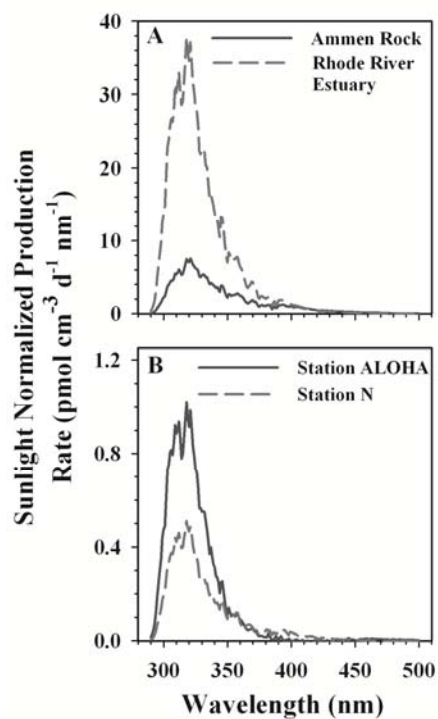 Sunlight Normalized Production
Rate (pmol cm⁻³ d⁻¹ nm⁻¹)
A
Ammen Rock
Rhode River
Estuary
40
30
20
10
0
B
Station ALOHA
Station N
1.2
0.8
0.4
0.0
300 350 400 450 500
Wavelength (nm)